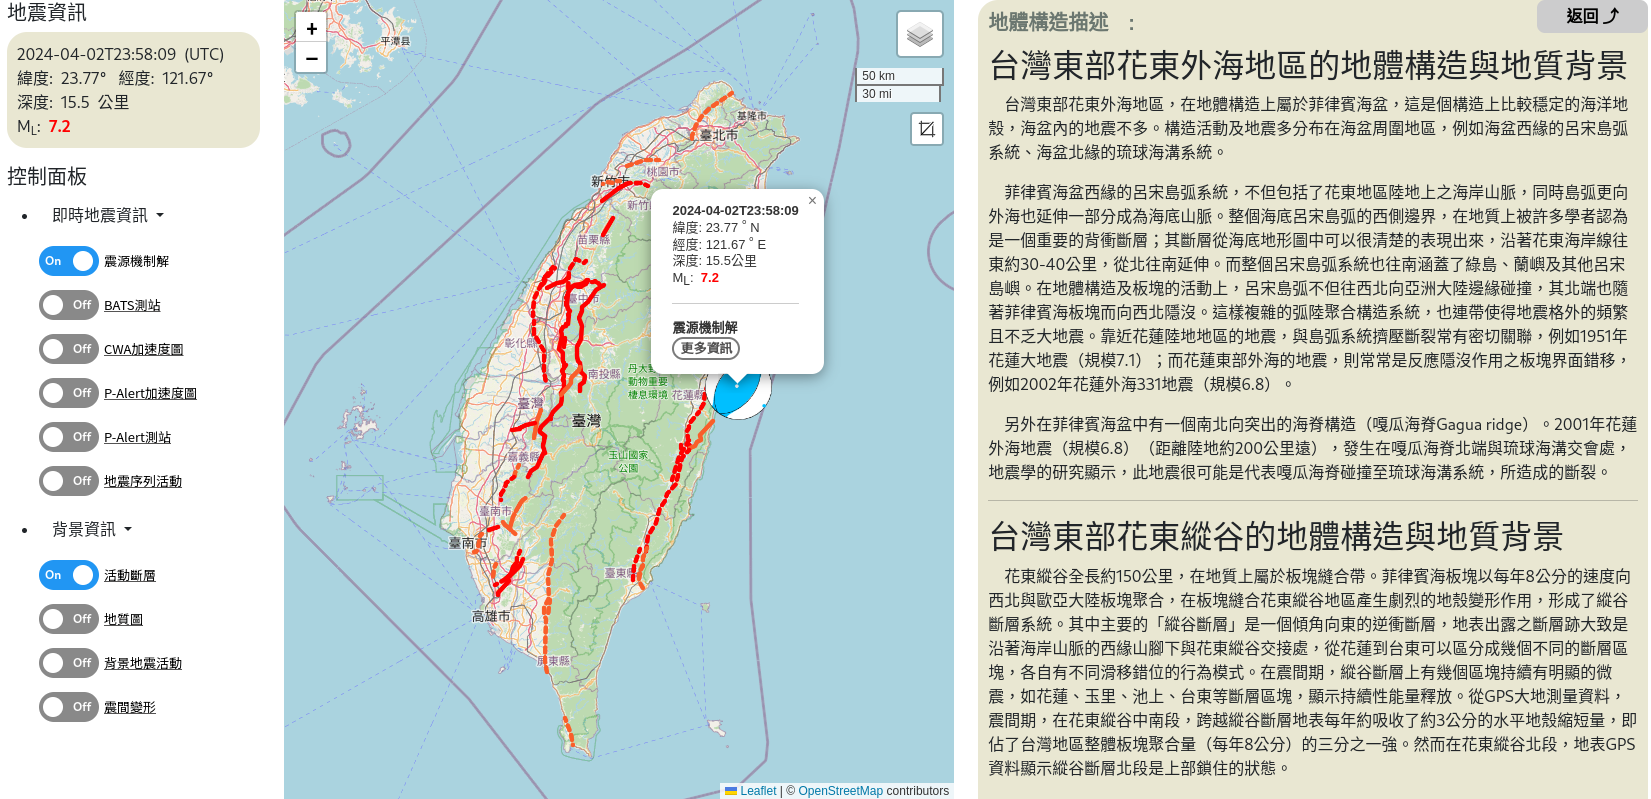 地震資訊
2024-04-02T23:58:09 (UTC)
緯度: 23.77° 經度: 121.67°
深度: 15.5 公里
ML: 7.2
控制面板
即時地震資訊
On 震源機制解
Off BATS測站
Off CWA加速度圖
Off P-Alert加速度圖
Off P-Alert測站
Off 地震序列活動
背景資訊
On 活動斷層
Off 地質圖
Off 背景地震活動
Off 震間變形
+
−
平潭县
50 km
30 mi
基隆市
臺北市
桃園市
新竹市
新竹
苗栗縣
臺中市
彰化縣
南投縣
丹大野
動物重要
棲息環境
花蓮縣
臺灣
臺灣
嘉義縣
玉山國家
公園
臺南市
臺南市
臺東縣
高雄市
屏東縣
×
2024-04-02T23:58:09
緯度: 23.77 ° N
經度: 121.67 ° E
深度: 15.5公里
ML: 7.2
震源機制解
更多資訊
Leaflet | © OpenStreetMap contributors
返回
地體構造描述 :
台灣東部花東外海地區的地體構造與地質背景
台灣東部花東外海地區，在地體構造上屬於菲律賓海盆，這是個構造上比較穩定的海洋地
殼，海盆內的地震不多。構造活動及地震多分布在海盆周圍地區，例如海盆西緣的呂宋島弧
系統、海盆北緣的琉球海溝系統。
菲律賓海盆西緣的呂宋島弧系統，不但包括了花東地區陸地上之海岸山脈，同時島弧更向
外海也延伸一部分成為海底山脈。整個海底呂宋島弧的西側邊界，在地質上被許多學者認為
是一個重要的背衝斷層；其斷層從海底地形圖中可以很清楚的表現出來，沿著花東海岸線往
東約30-40公里，從北往南延伸。而整個呂宋島弧系統也往南涵蓋了綠島、蘭嶼及其他呂宋
島嶼。在地體構造及板塊的活動上，呂宋島弧不但往西北向亞洲大陸邊緣碰撞，其北端也隨
著菲律賓海板塊而向西北隱沒。這樣複雜的弧陸聚合構造系統，也連帶使得地震格外的頻繁
且不乏大地震。靠近花蓮陸地地區的地震，與島弧系統擠壓斷裂常有密切關聯，例如1951年
花蓮大地震（規模7.1）；而花蓮東部外海的地震，則常常是反應隱沒作用之板塊界面錯移，
例如2002年花蓮外海331地震（規模6.8）。
另外在菲律賓海盆中有一個南北向突出的海脊構造（嘎瓜海脊Gagua ridge）。2001年花蓮
外海地震（規模6.8）（距離陸地約200公里遠），發生在嘎瓜海脊北端與琉球海溝交會處，
地震學的研究顯示，此地震很可能是代表嘎瓜海脊碰撞至琉球海溝系統，所造成的斷裂。
台灣東部花東縱谷的地體構造與地質背景
花東縱谷全長約150公里，在地質上屬於板塊縫合帶。菲律賓海板塊以每年8公分的速度向
西北與歐亞大陸板塊聚合，在板塊縫合花東縱谷地區產生劇烈的地殼變形作用，形成了縱谷
斷層系統。其中主要的「縱谷斷層」是一個傾角向東的逆衝斷層，地表出露之斷層跡大致是
沿著海岸山脈的西緣山腳下與花東縱谷交接處，從花蓮到台東可以區分成幾個不同的斷層區
塊，各自有不同滑移錯位的行為模式。在震間期，縱谷斷層上有幾個區塊持續有明顯的微
震，如花蓮、玉里、池上、台東等斷層區塊，顯示持續性能量釋放。從GPS大地測量資料，
震間期，在花東縱谷中南段，跨越縱谷斷層地表每年約吸收了約3公分的水平地殼縮短量，即
佔了台灣地區整體板塊聚合量（每年8公分）的三分之一強。然而在花東縱谷北段，地表GPS
資料顯示縱谷斷層北段是上部鎖住的狀態。